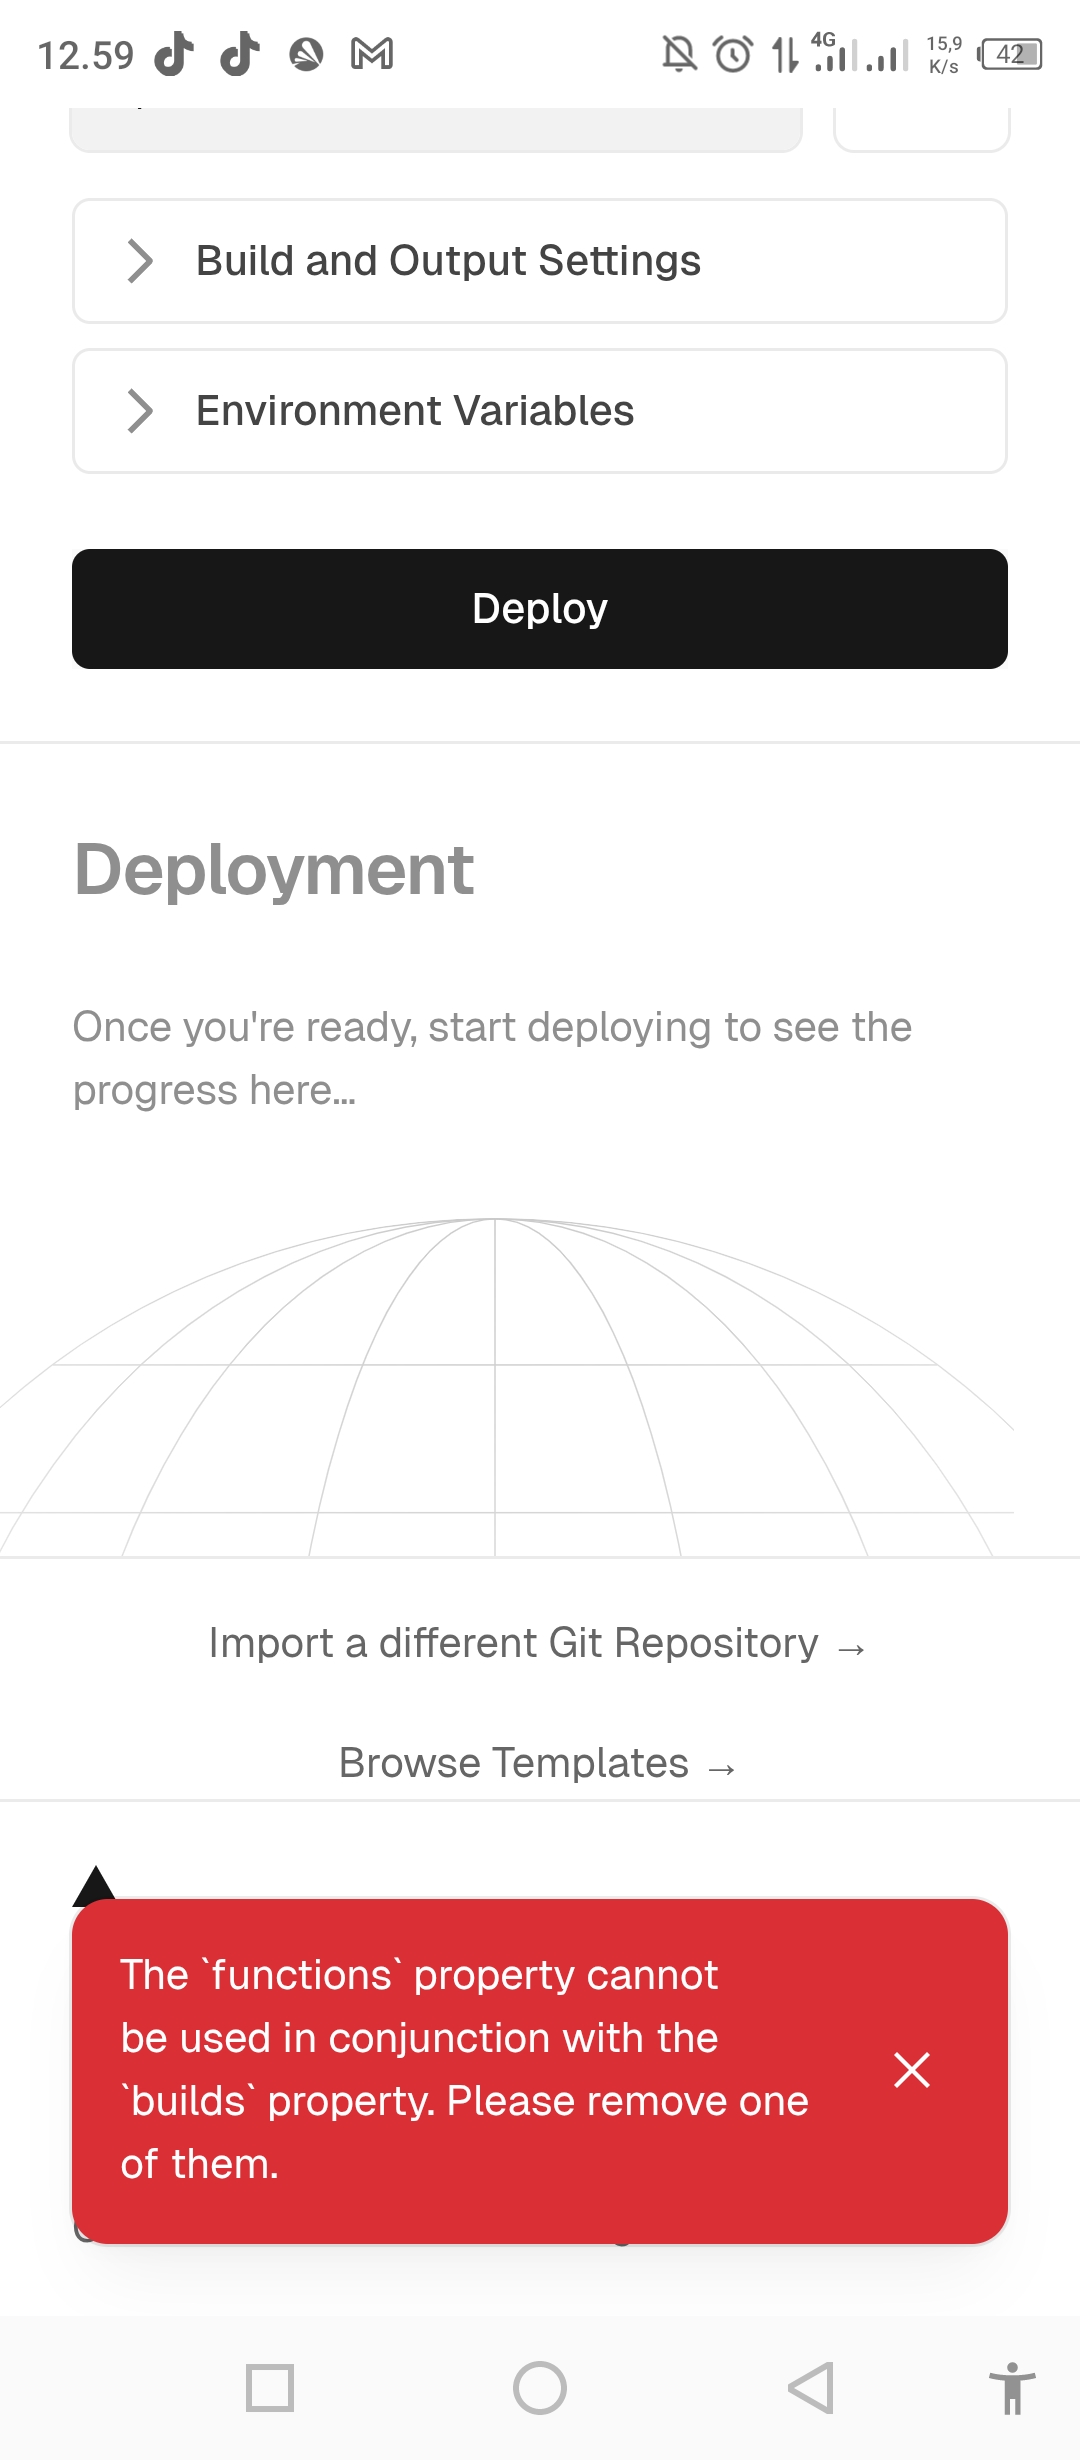 12.59
4G
15,9
K/s
42
Build and Output Settings
Environment Variables
Deploy
Deployment
Once you're ready, start deploying to see the
progress here...
Import a different Git Repository →
Browse Templates →
The `functions` property cannot
be used in conjunction with the
`builds` property. Please remove one
of them.